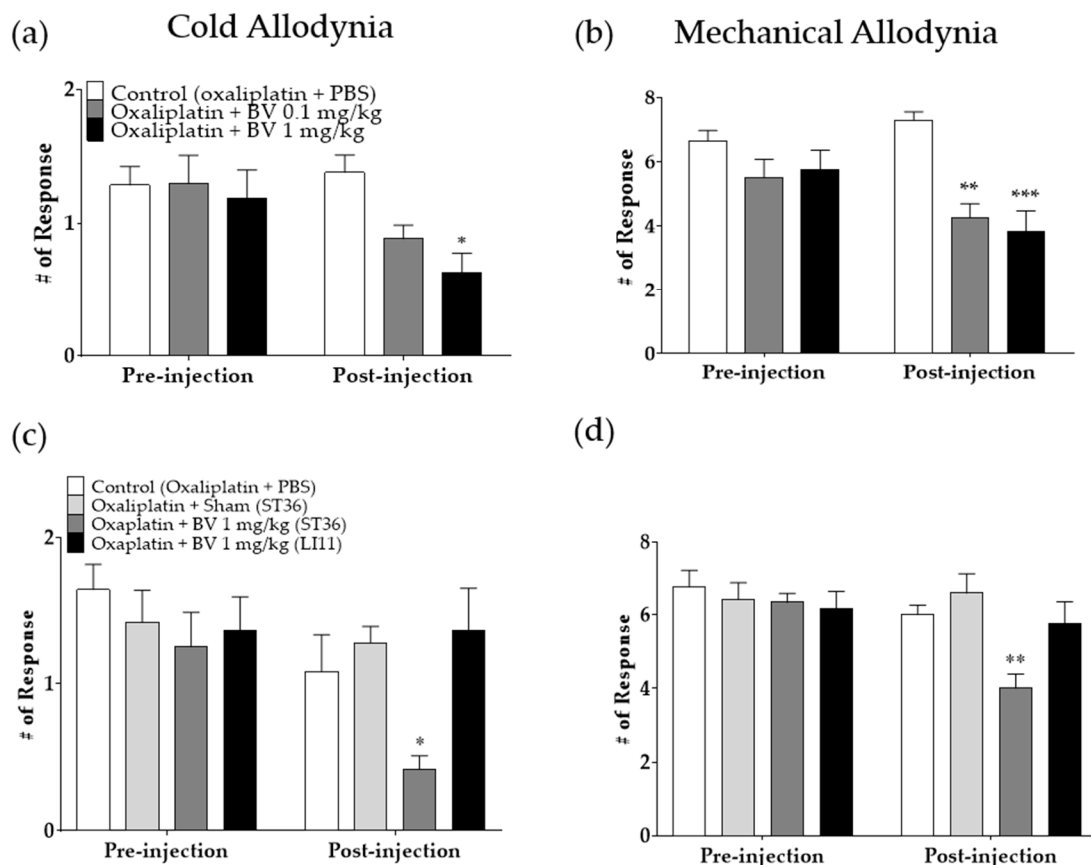 (a)
Cold Allodynia
2
1
0
# of Response
Control (oxaliplatin + PBS)
Oxaliplatin + BV 0.1 mg/kg
Oxaliplatin + BV 1 mg/kg
*
Pre-injection
Post-injection
(b)
Mechanical Allodynia
8
6
4
2
0
# of Response
**
***
Pre-injection
Post-injection
(c)
Control (Oxaliplatin + PBS)
Oxaliplatin + Sham (ST36)
Oxaplatin + BV 1 mg/kg (ST36)
Oxaplatin + BV 1 mg/kg (LI11)
2
1
0
# of Response
*
Pre-injection
Post-injection
(d)
8
6
4
2
0
# of Response
**
Pre-injection
Post-injection